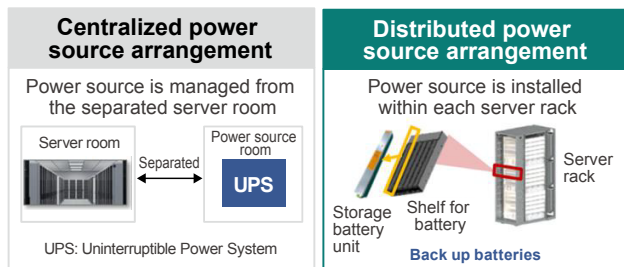 Centralized power
source arrangement
Power source is managed from
the separated server room
Server room
Separated
Power source
room
UPS
UPS: Uninterruptible Power System
Distributed power
source arrangement
Power source is installed
within each server rack
Storage
battery
unit
Shelf for
battery
Server
rack
Back up batteries